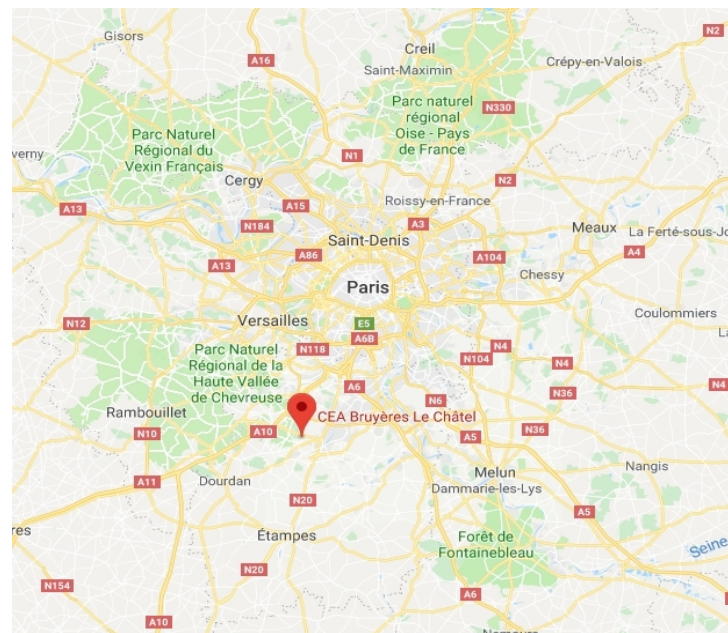 N2
Gisors
Creil
A16
Saint-Maximin
Crépy-en-Valois
Parc naturel
régional
Oise - Pays
de France
N330
Parc Naturel
Régional du
Vexin Français
verny
N1
Cergy
N2
Roissy-en-France
A13
A15
A3
N184
Meaux
La Ferté-sous-Jo
Saint-Denis
A86
A104
A4
A13
Chessy
Paris
Coulommiers
N12
Versailles
E5
A6B
La
Parc Naturel
Régional de la
Haute Vallée
de Chevreuse
N118
N104
N4
N4
A6
N4
N36
Rambouillet
N6
CEA Bruyères Le Châtel
N10
A10
A5
N36
Melun
Nangis
A11
Dourdan
Dammarie-les-Lys
N20
A5
res
Étampes
Forêt de
Fontainebleau
Seine
N20
N154
A6
A10
Nemours